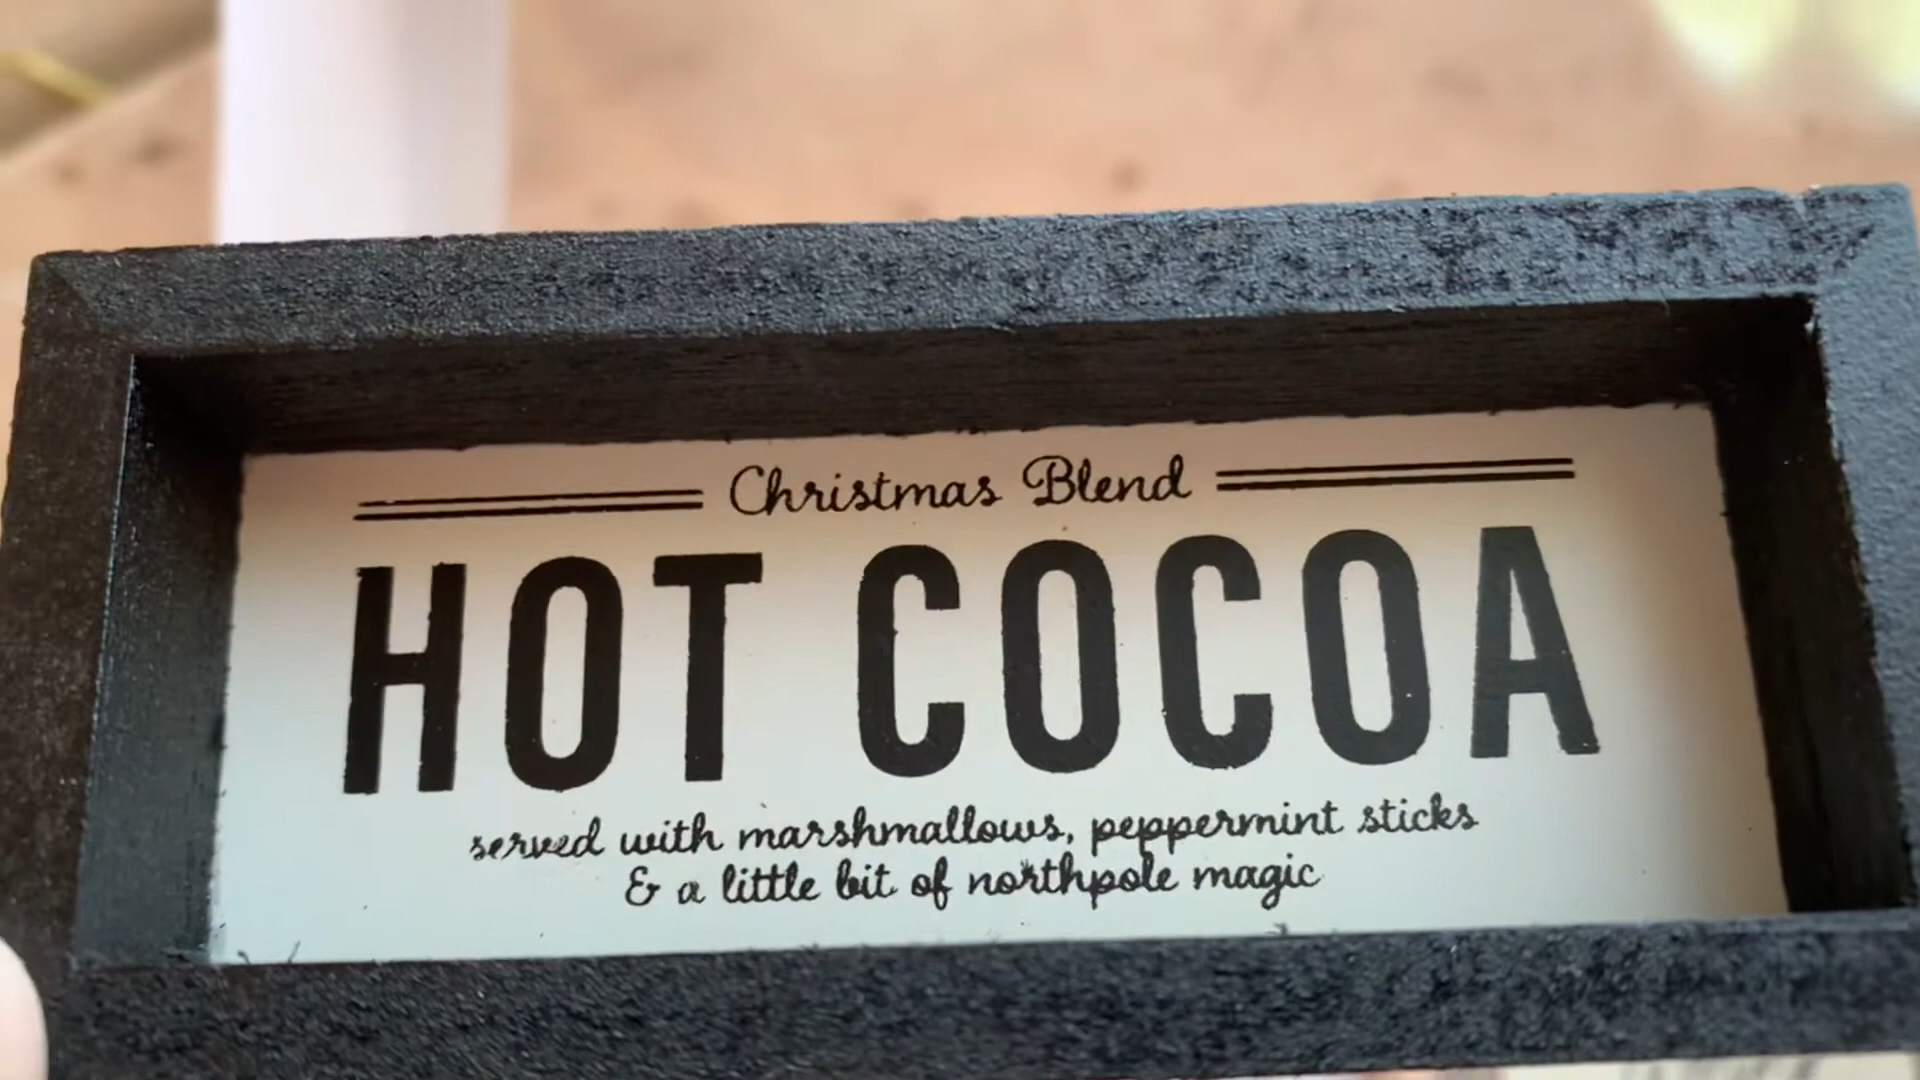 Christmas Blend
HOT COCOA
served with marshmallows, peppermint sticks
& a little bit of northpole magic